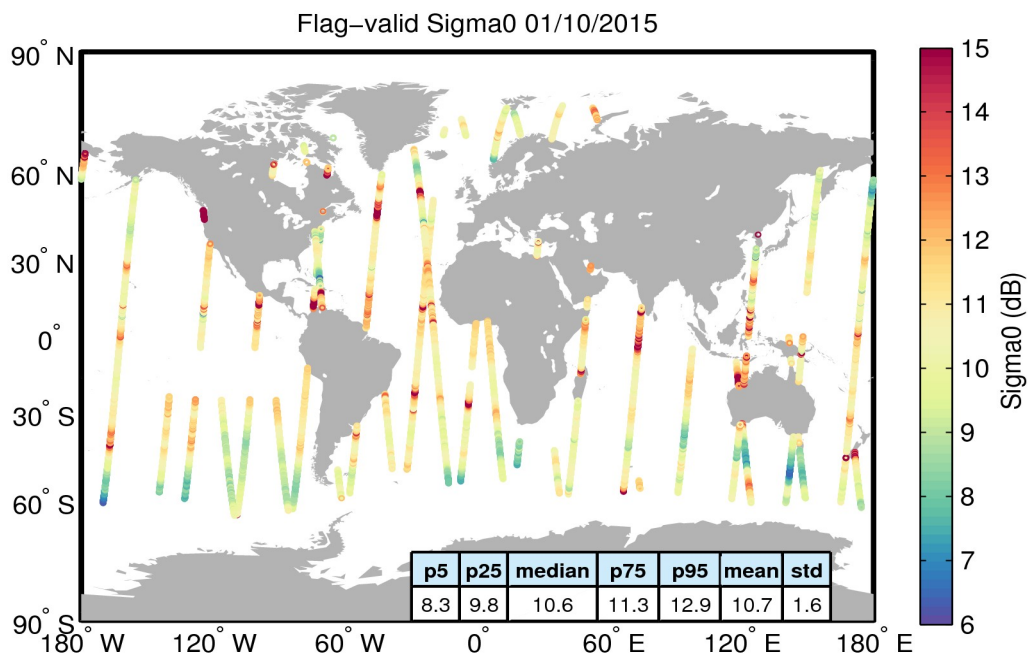 Flag−valid Sigma0 01/10/2015
90° N
60° N
30° N
0°
30° S
60° S
90° S
180° W
120° W
60° W
0°
60° E
120° E
180° E
p5 p25 median p75 p95 mean std
8.3 9.8 10.6 11.3 12.9 10.7 1.6
15
14
13
12
11
10
9
8
7
6
Sigma0 (dB)